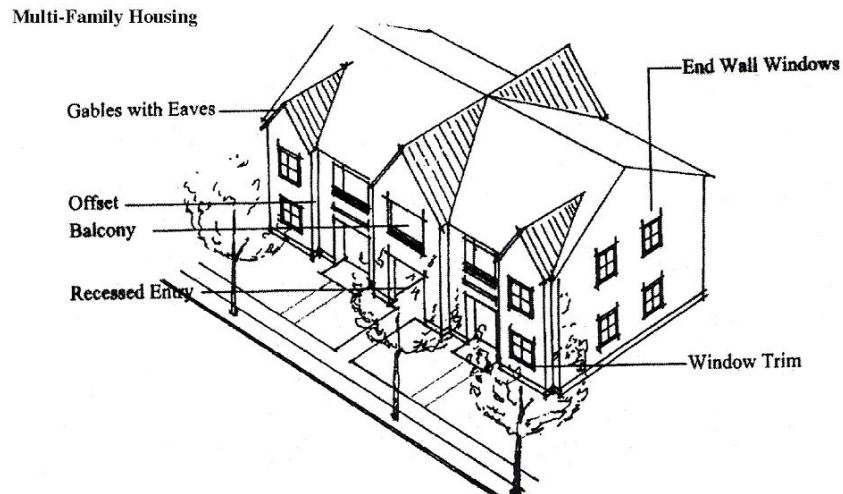 Multi-Family Housing
End Wall Windows
Gables with Eaves
Offset
Balcony
Recessed Entry
Window Trim